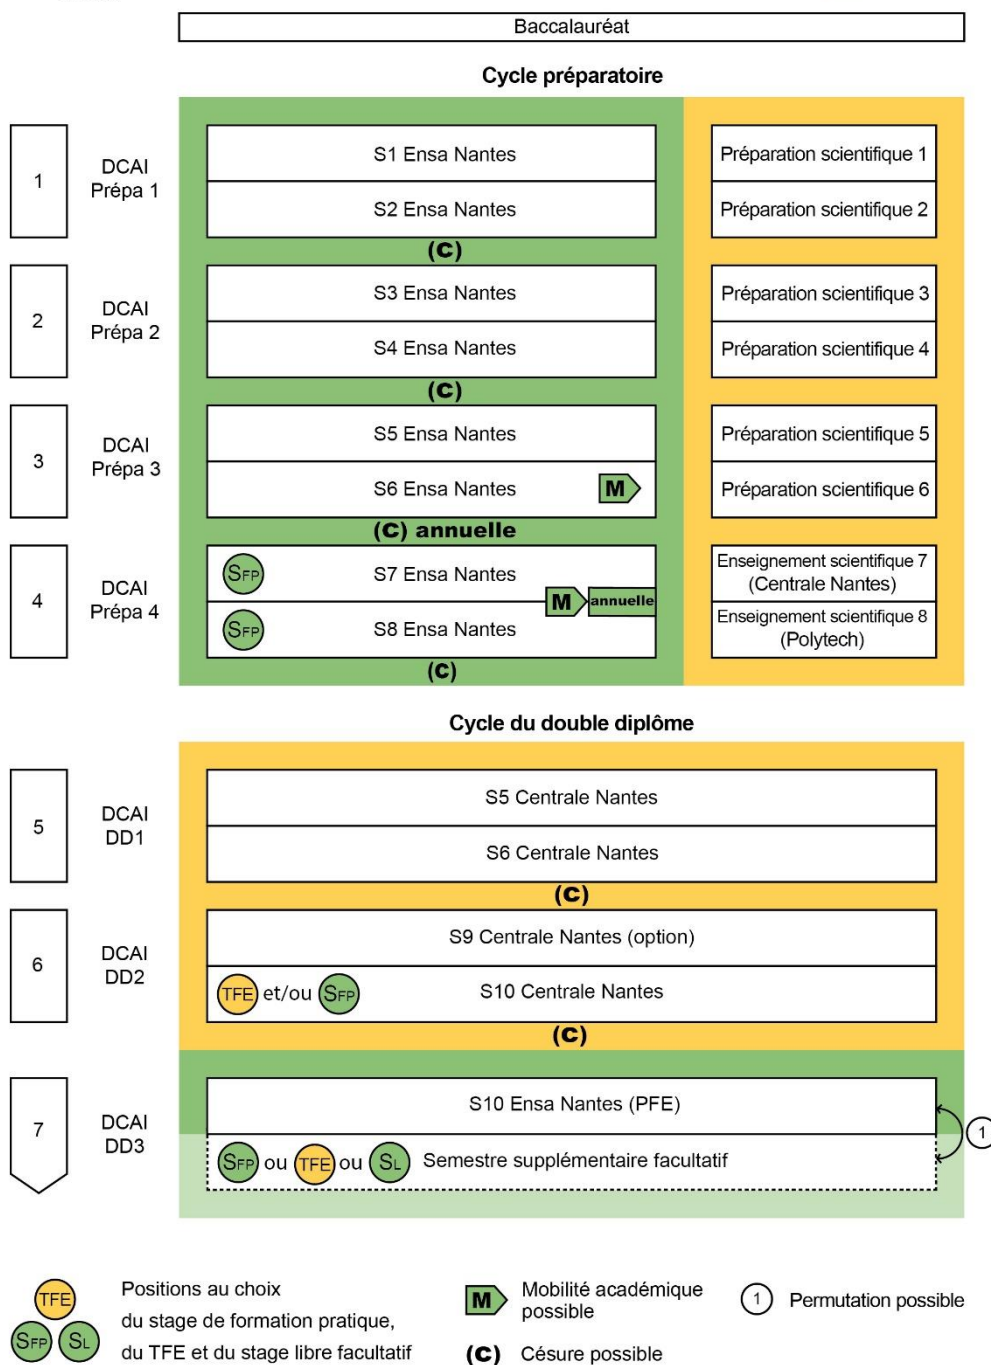 Baccalauréat
Cycle préparatoire
1
DCAI
Prépa 1
S1 Ensa Nantes
Préparation scientifique 1
S2 Ensa Nantes
Préparation scientifique 2
(C)
2
DCAI
Prépa 2
S3 Ensa Nantes
Préparation scientifique 3
S4 Ensa Nantes
Préparation scientifique 4
(C)
3
DCAI
Prépa 3
S5 Ensa Nantes
Préparation scientifique 5
S6 Ensa Nantes
M
Préparation scientifique 6
(C) annuelle
4
DCAI
Prépa 4
SFP
S7 Ensa Nantes
M annuelle
Enseignement scientifique 7
(Centrale Nantes)
SFP
S8 Ensa Nantes
Enseignement scientifique 8
(Polytech)
(C)
Cycle du double diplôme
5
DCAI
DD1
S5 Centrale Nantes
S6 Centrale Nantes
(C)
6
DCAI
DD2
S9 Centrale Nantes (option)
TFE et/ou SFP
S10 Centrale Nantes
(C)
7
DCAI
DD3
S10 Ensa Nantes (PFE)
1
SFP ou TFE ou SL Semestre supplémentaire facultatif
TFE
SFP SL
Positions au choix
du stage de formation pratique,
du TFE et du stage libre facultatif
M
Mobilité académique
possible
(C) Césure possible
1 Permutation possible